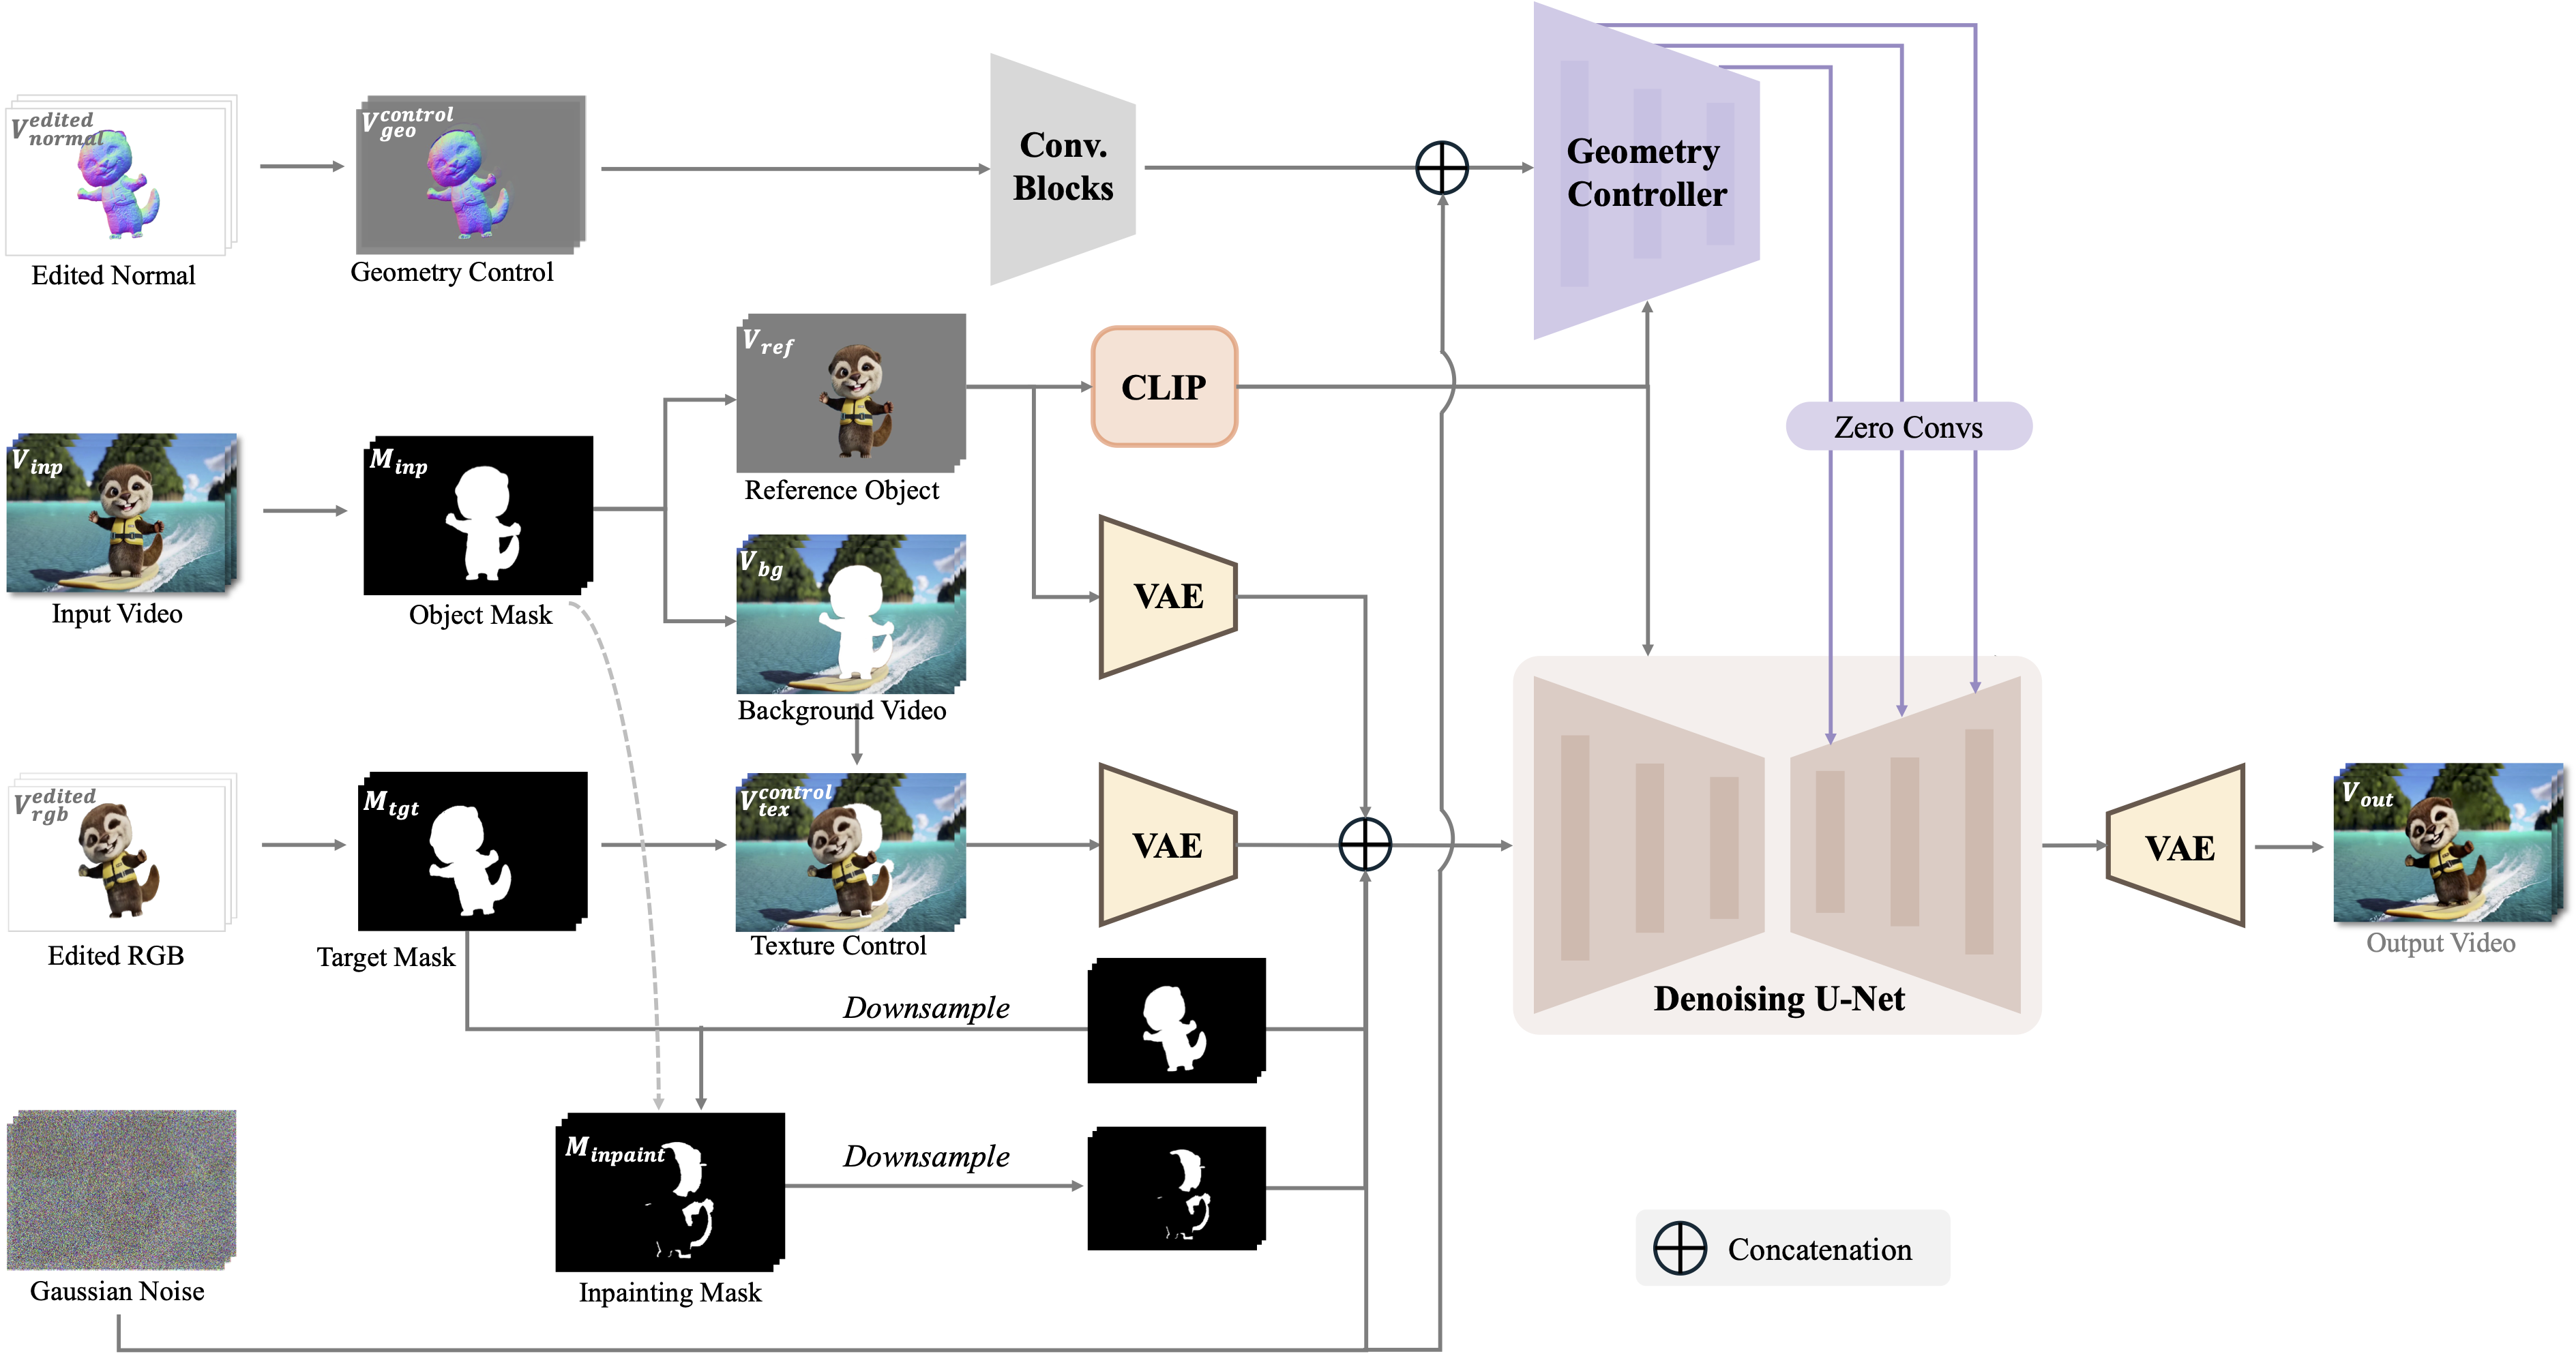 V_{normal}^{edited}
Edited Normal
V_{geo}^{control}
Geometry Control
Conv.
Blocks
Geometry
Controller
V_{inp}
Input Video
M_{inp}
Object Mask
V_{ref}
Reference Object
CLIP
V_{bg}
Background Video
VAE
Zero Convs
V_{rgb}^{edited}
Edited RGB
M_{tgt}
Target Mask
V_{tex}^{control}
Texture Control
VAE
Denoising U-Net
VAE
V_{out}
Output Video
Downsample
Gaussian Noise
M_{inpaint}
Inpainting Mask
Downsample
Concatenation